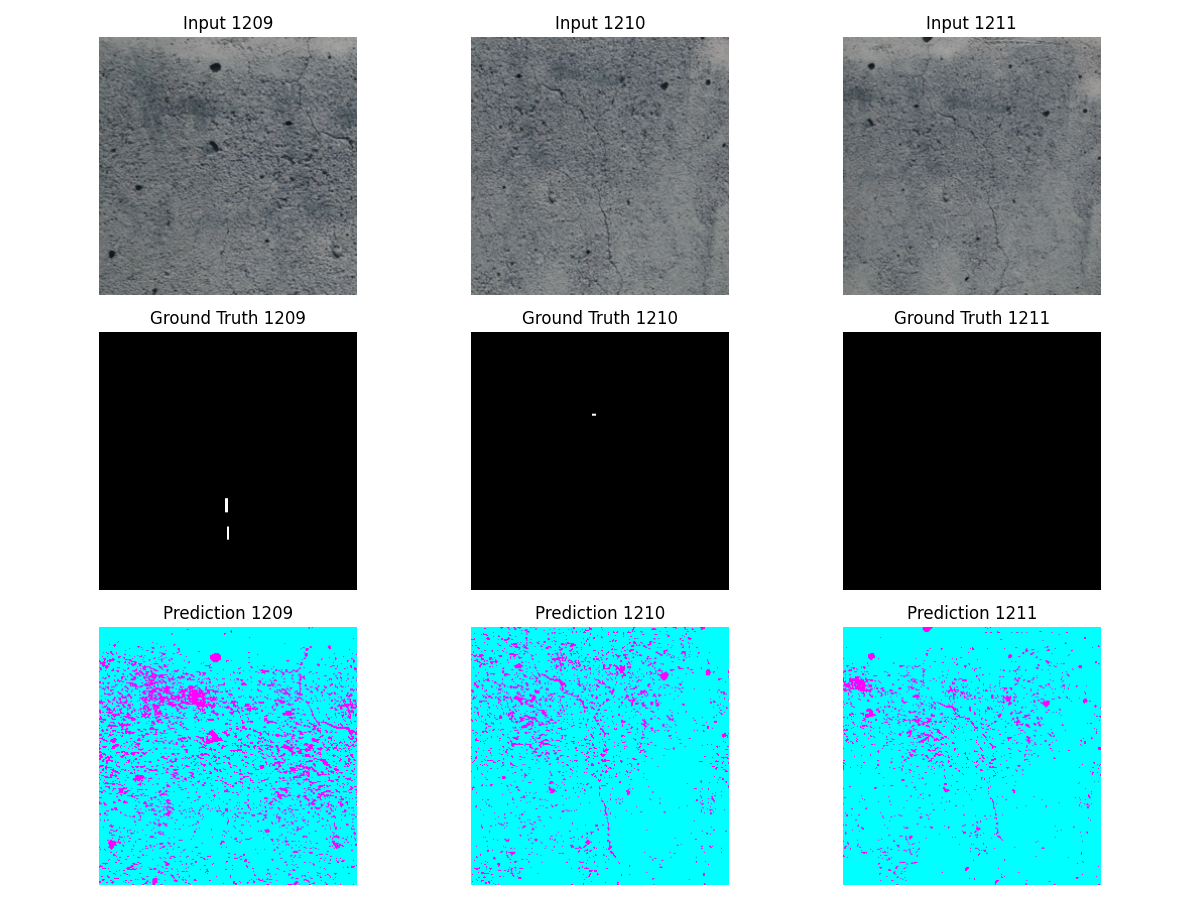 Input 1209
Input 1210
Input 1211
Ground Truth 1209
Ground Truth 1210
Ground Truth 1211
Prediction 1209
Prediction 1210
Prediction 1211